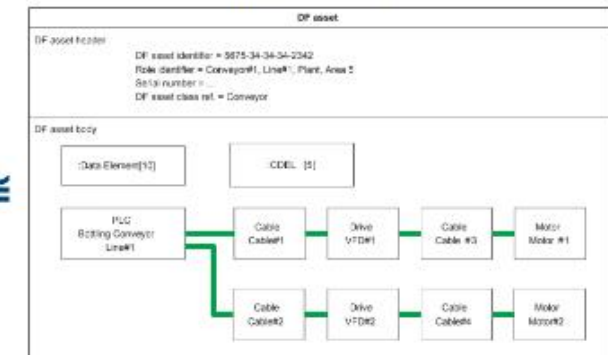 DF asset
DF asset header
DF asset identifier = 5675-34-34-34-2342
Role identifier = Conveyor#1, Line#1, Plant, Area 5
Serial number = ...
DF asset class ref. = Conveyor
DF asset body
:Data Element[10]
CDEL [5]
PLC
Bottling Conveyor
Line#1
Cable
Cable#1
Drive
VFD#1
Cable
Cable #3
Motor
Motor #1
Cable
Cable#2
Drive
VFD#2
Cable
Cable#4
Motor
Motor#2